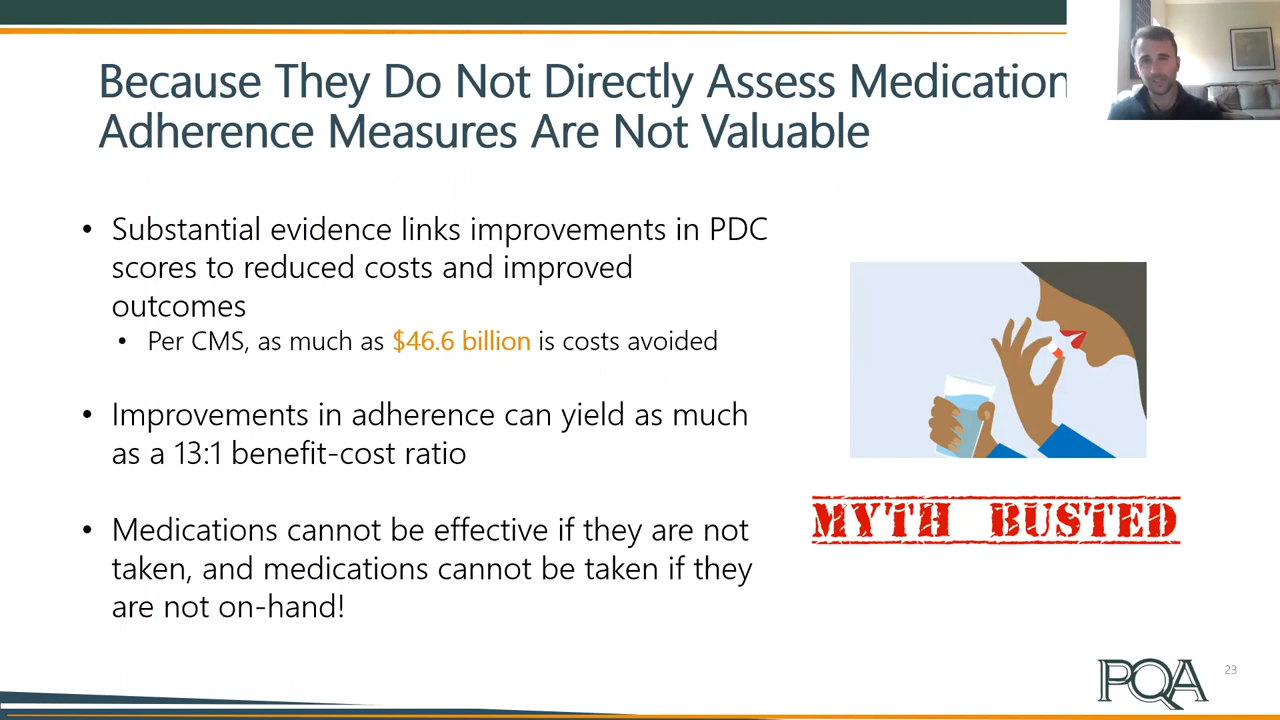 Because They Do Not Directly Assess Medication
Adherence Measures Are Not Valuable
• Substantial evidence links improvements in PDC
scores to reduced costs and improved
outcomes
• Per CMS, as much as $46.6 billion is costs avoided
• Improvements in adherence can yield as much
as a 13:1 benefit-cost ratio
• Medications cannot be effective if they are not
taken, and medications cannot be taken if they
are not on-hand!
MYTH BUSTED
PQA
23